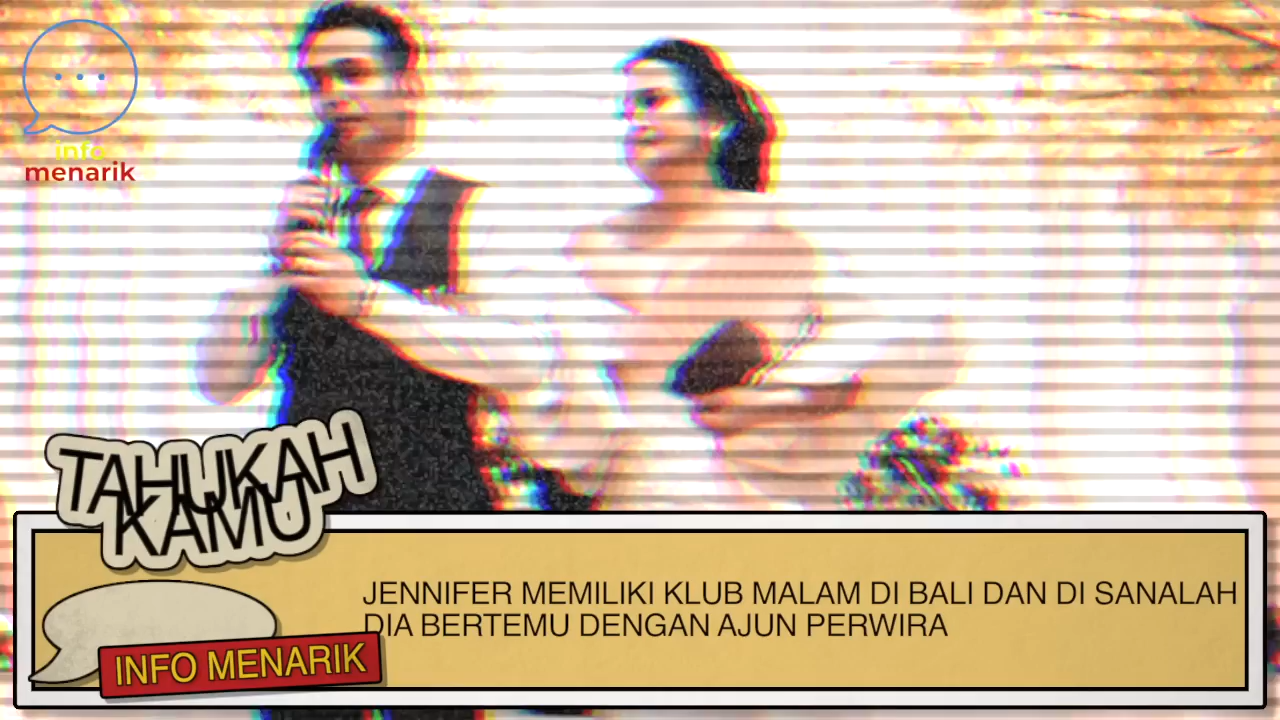 info
menarik
TAHUKAH
KAMU
JENNIFER MEMILIKI KLUB MALAM DI BALI DAN DI SANALAH
DIA BERTEMU DENGAN AJUN PERWIRA
INFO MENARIK